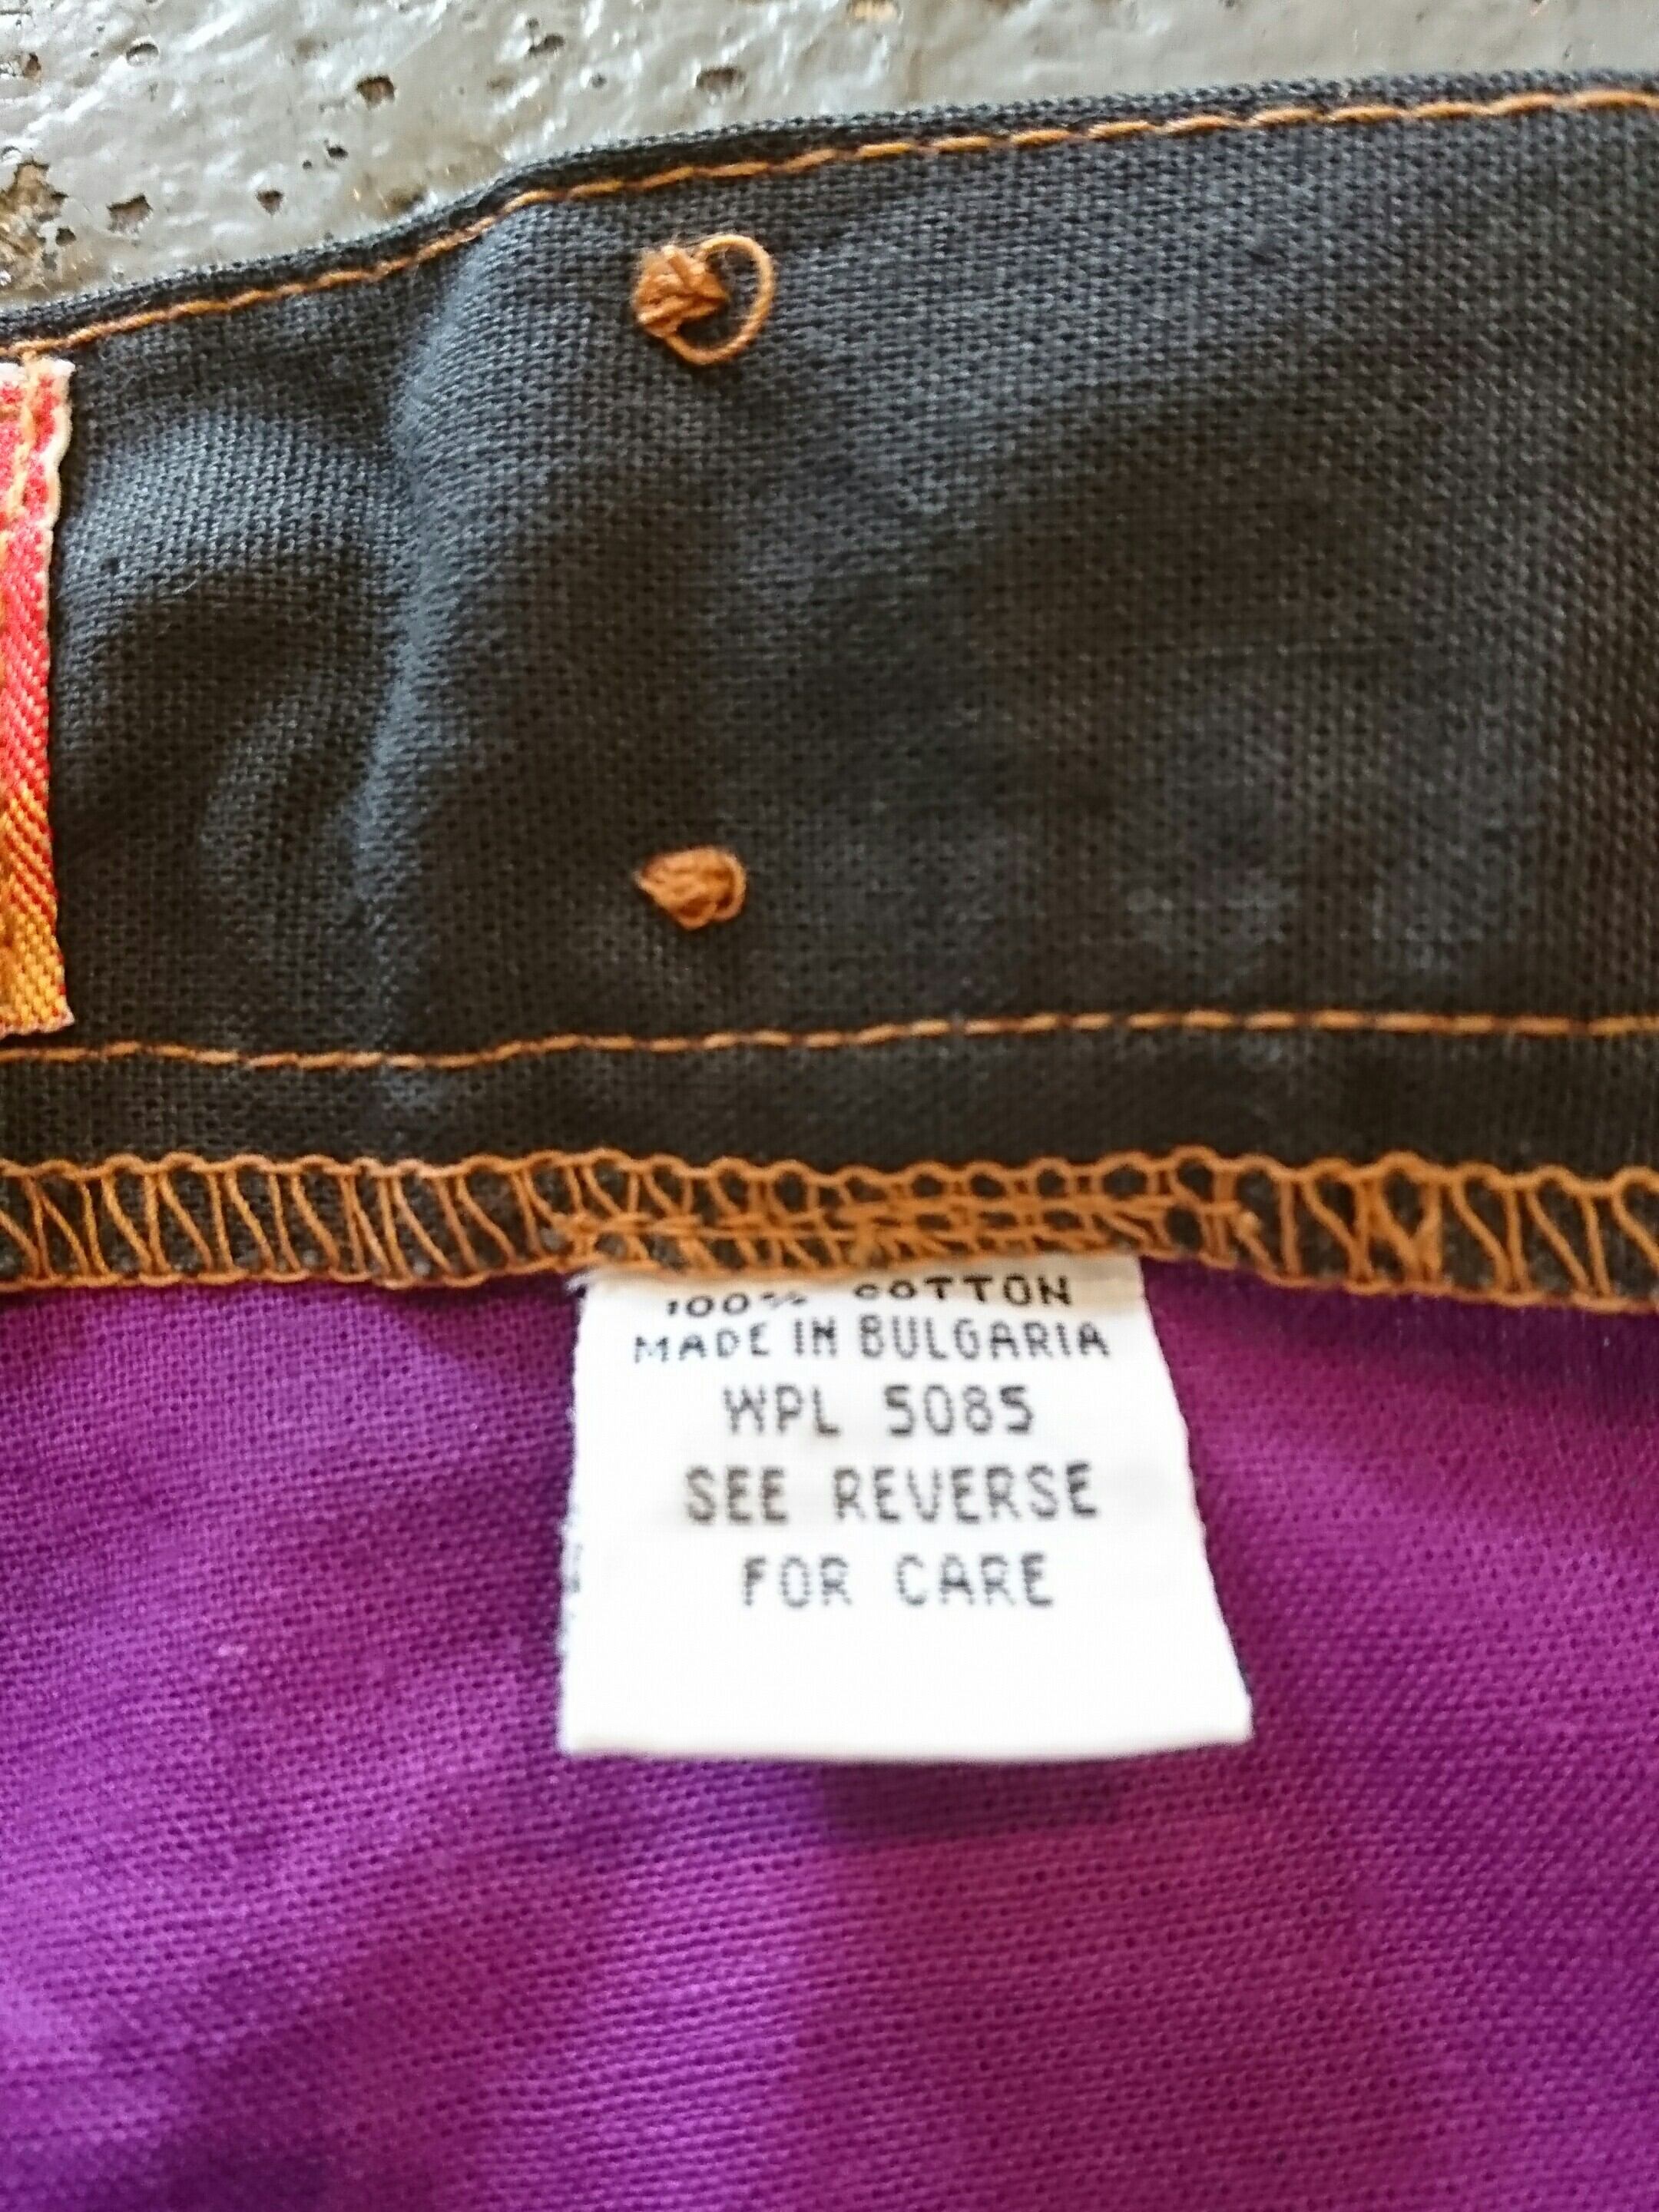 100% COTTON
MADE IN BULGARIA
WPL 5085
SEE REVERSE
FOR CARE